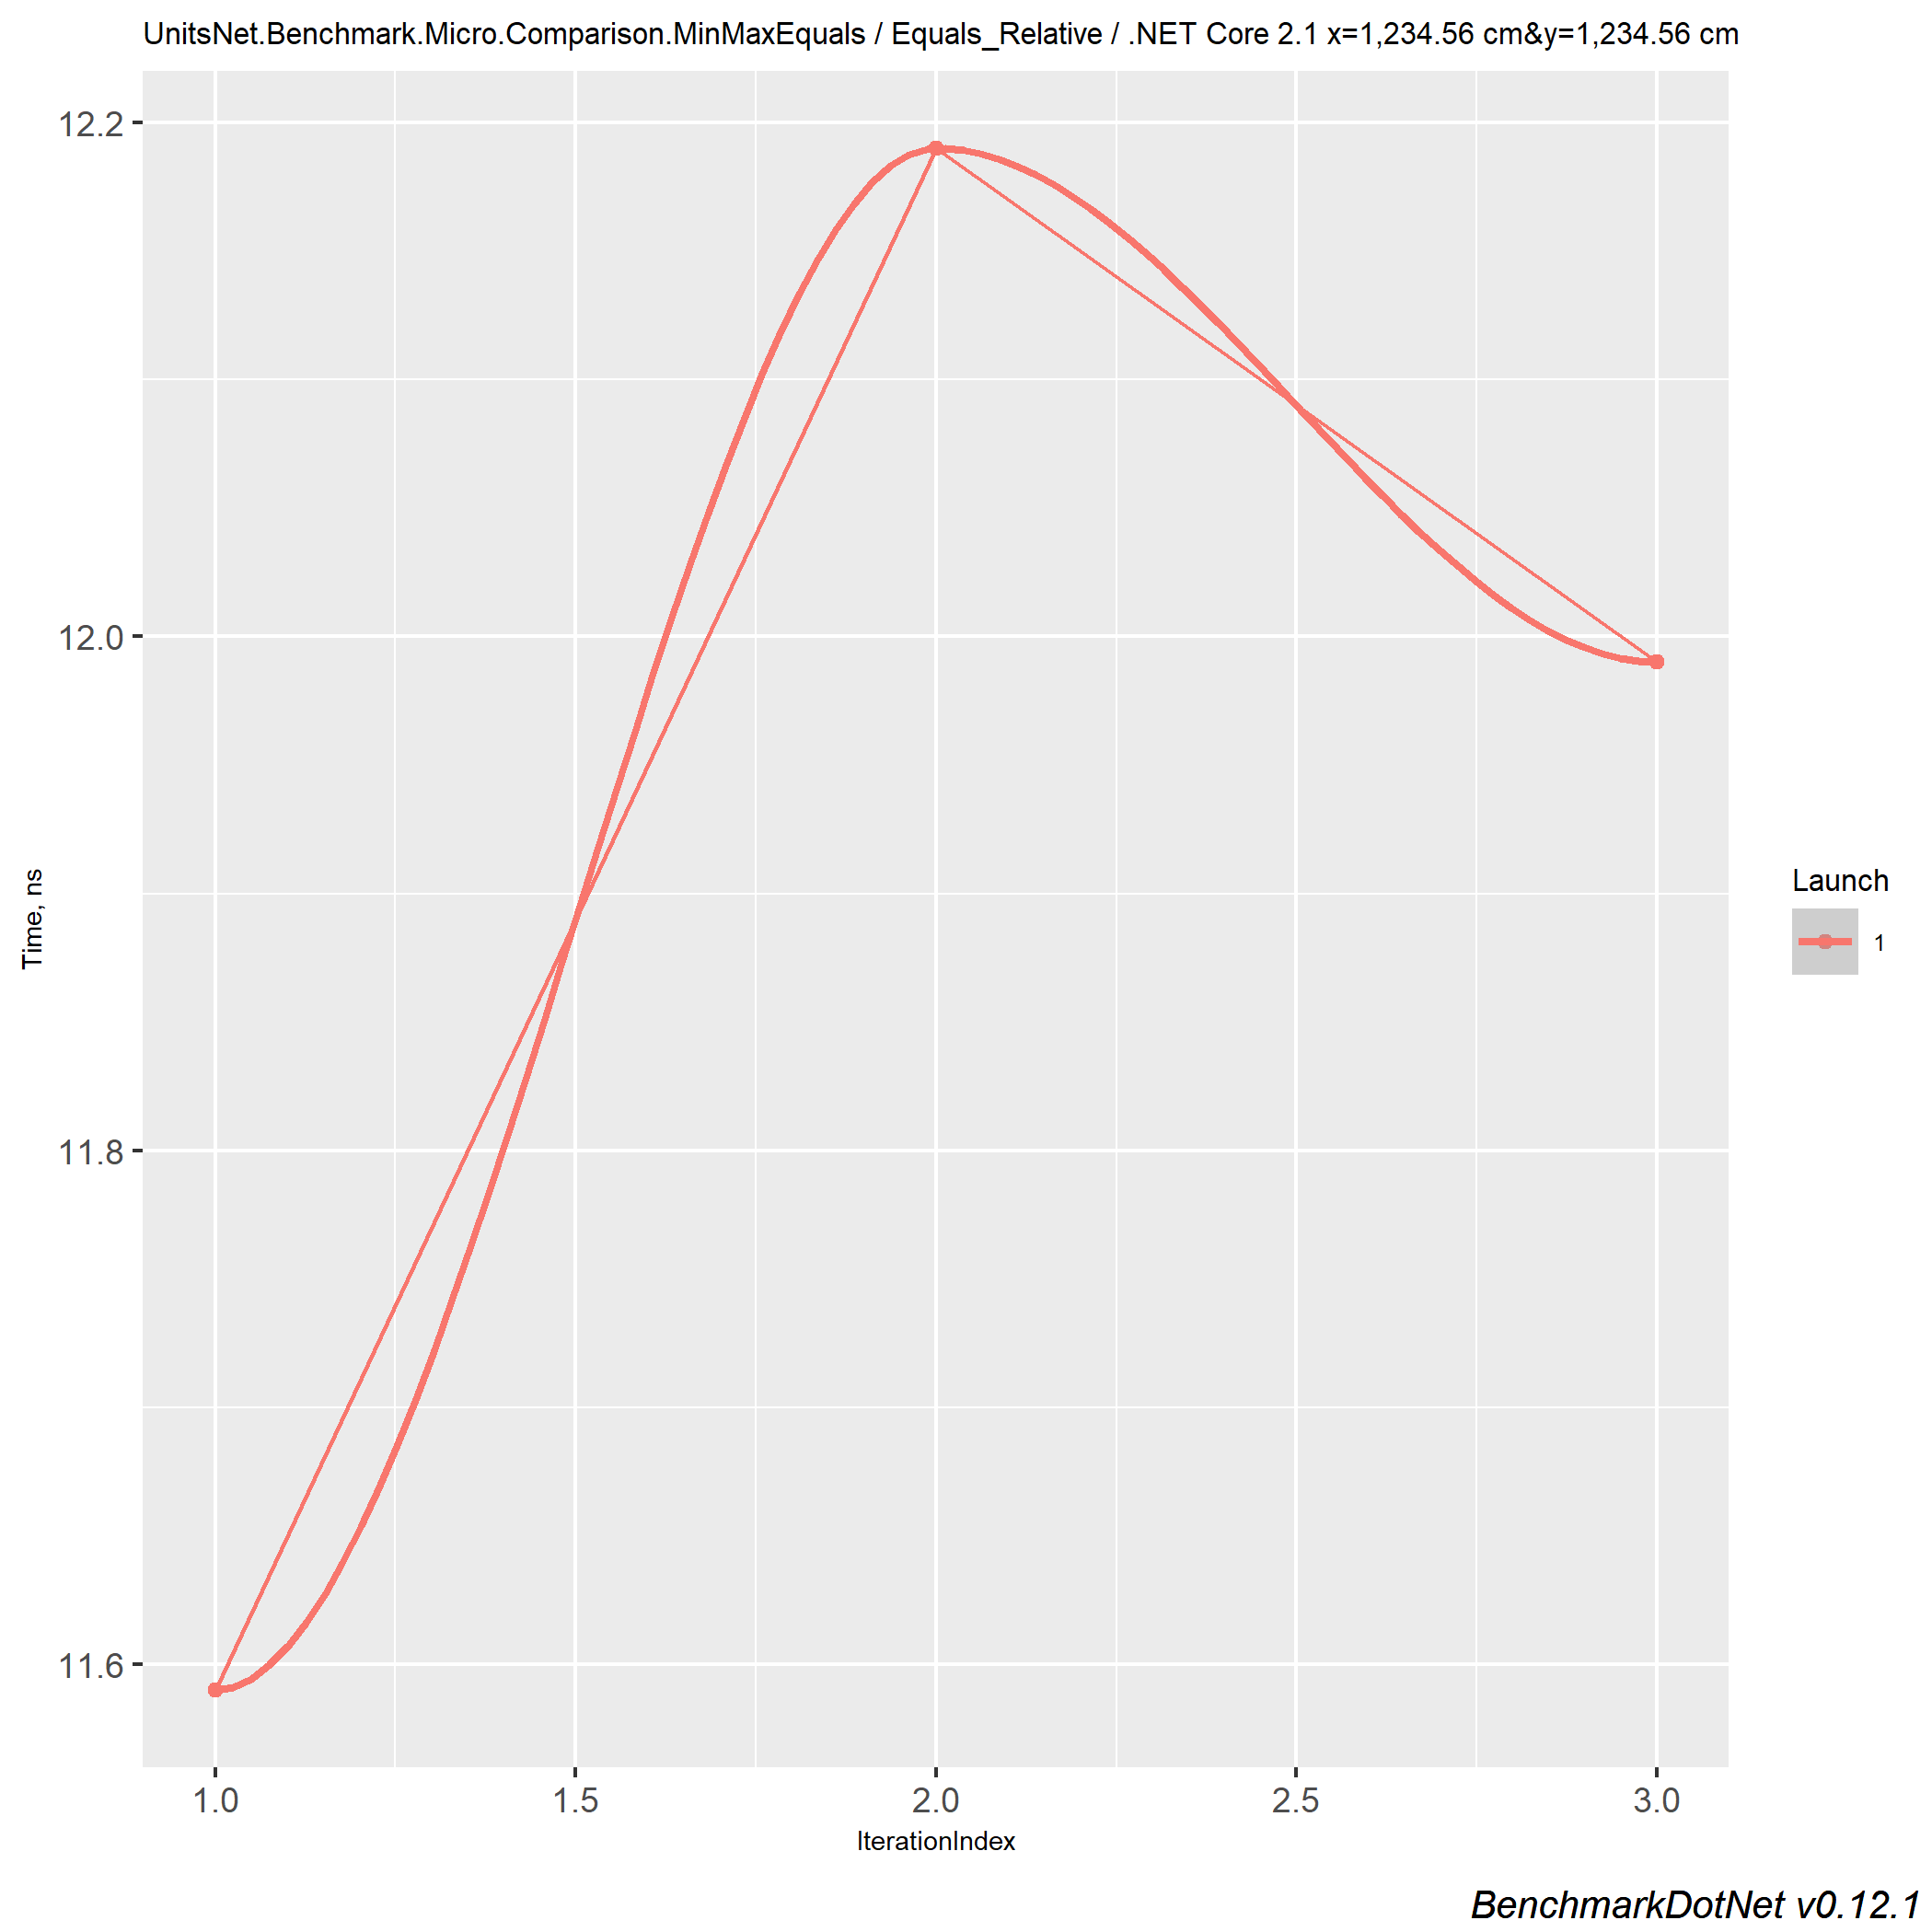 UnitsNet.Benchmark.Micro.Comparison.MinMaxEquals / Equals_Relative / .NET Core 2.1 x=1,234.56 cm&y=1,234.56 cm
12.2
12.0
11.8
11.6
Time, ns
1.0 1.5 2.0 2.5 3.0
IterationIndex
Launch
1
BenchmarkDotNet v0.12.1